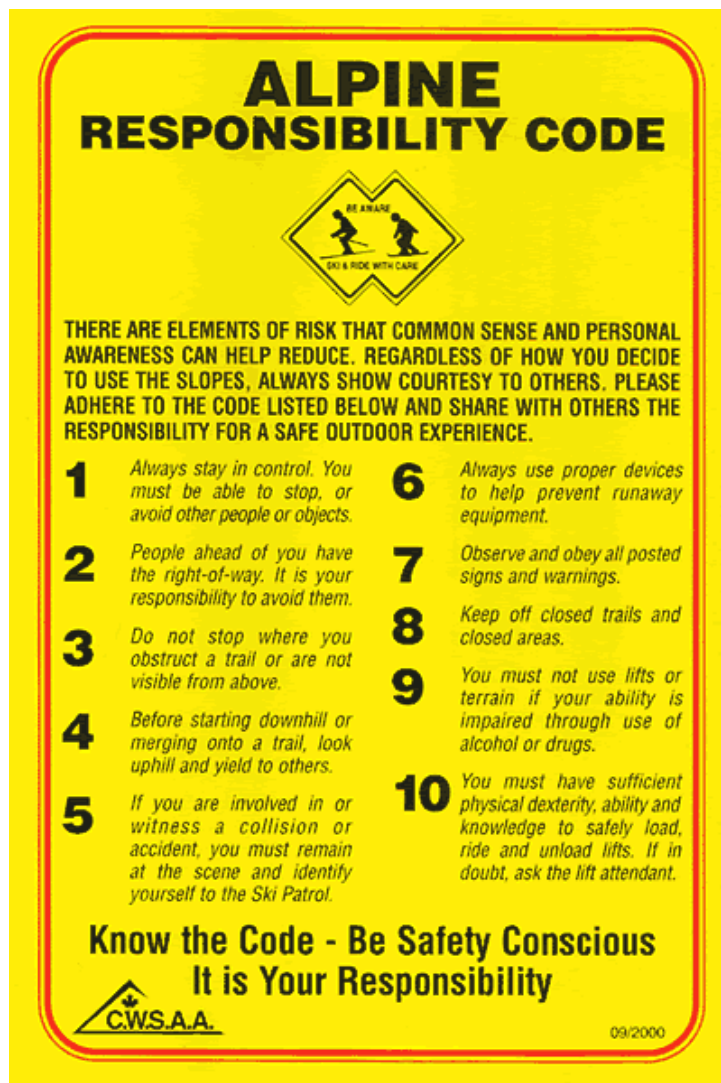 ALPINE
RESPONSIBILITY CODE
BE AWARE
SKI & RIDE WITH CARE
THERE ARE ELEMENTS OF RISK THAT COMMON SENSE AND PERSONAL
AWARENESS CAN HELP REDUCE. REGARDLESS OF HOW YOU DECIDE
TO USE THE SLOPES, ALWAYS SHOW COURTESY TO OTHERS. PLEASE
ADHERE TO THE CODE LISTED BELOW AND SHARE WITH OTHERS THE
RESPONSIBILITY FOR A SAFE OUTDOOR EXPERIENCE.
1 Always stay in control. You
must be able to stop, or
avoid other people or objects.
2 People ahead of you have
the right-of-way. It is your
responsibility to avoid them.
3 Do not stop where you
obstruct a trail or are not
visible from above.
4 Before starting downhill or
merging onto a trail, look
uphill and yield to others.
5 If you are involved in or
witness a collision or
accident, you must remain
at the scene and identify
yourself to the Ski Patrol.
6 Always use proper devices
to help prevent runaway
equipment.
7 Observe and obey all posted
signs and warnings.
8 Keep off closed trails and
closed areas.
9 You must not use lifts or
terrain if your ability is
impaired through use of
alcohol or drugs.
10 You must have sufficient
physical dexterity, ability and
knowledge to safely load,
ride and unload lifts. If in
doubt, ask the lift attendant.
Know the Code - Be Safety Conscious
It is Your Responsibility
C.W.S.A.A.
09/2000